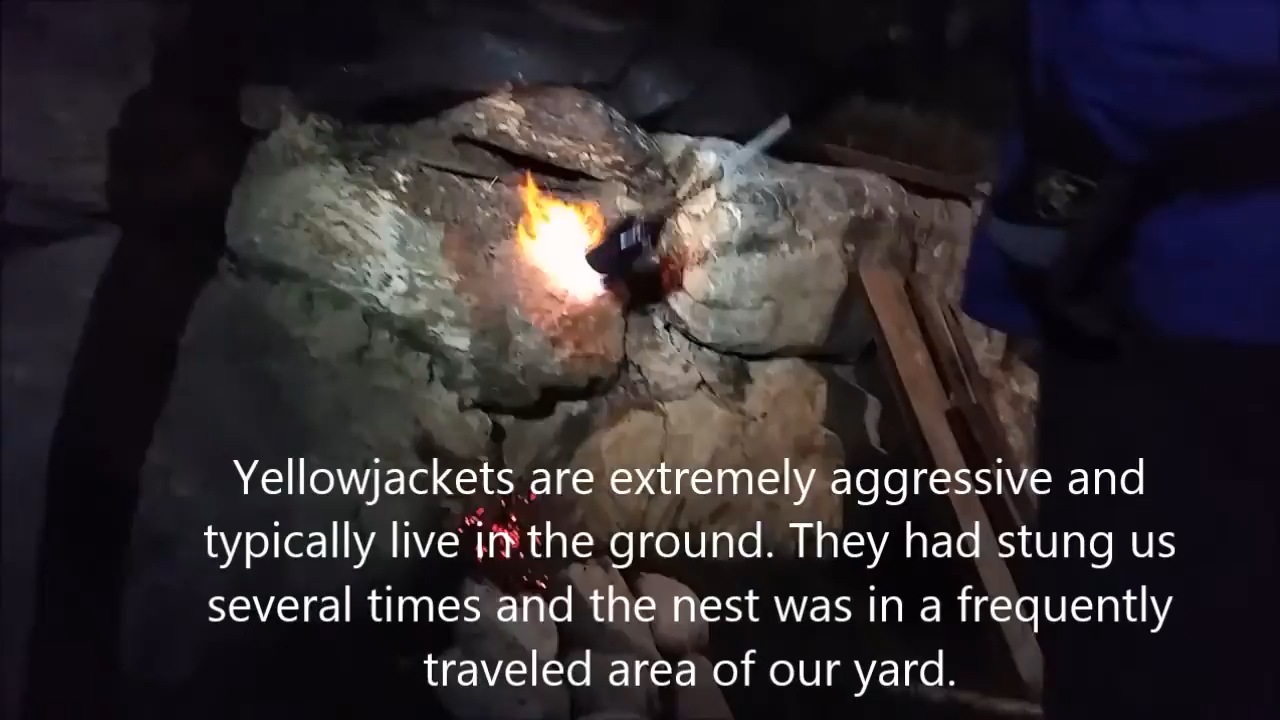 Yellowjackets are extremely aggressive and
typically live in the ground. They had stung us
several times and the nest was in a frequently
traveled area of our yard.